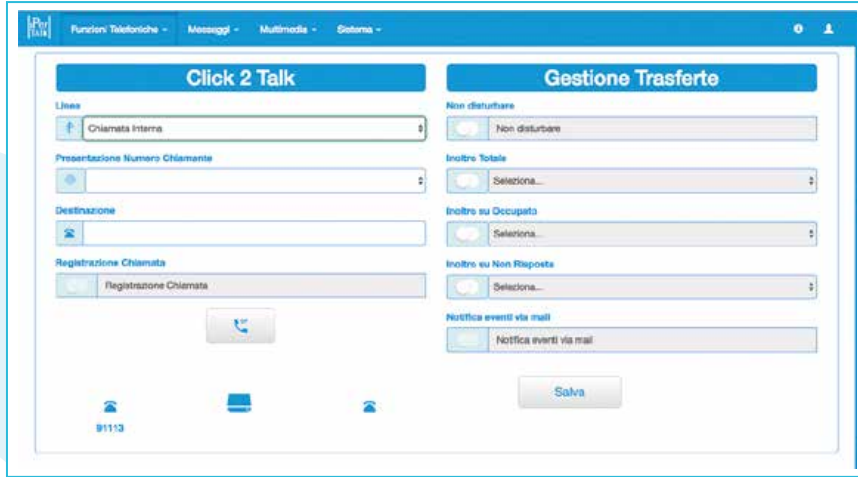 Funzioni Telefoniche
Messaggi
Multimedia
Sistema
Click 2 Talk
Linea
Chiamata Interna
Presentazione Numero Chiamante
Destinazione
Registrazione Chiamata
Registrazione Chiamata
91113
Gestione Trasferte
Non disturbare
Non disturbare
Inoltro Totale
Seleziona...
Inoltro su Occupato
Seleziona...
Inoltro su Non Risposta
Seleziona...
Notifica eventi via mail
Notifica eventi via mail
Salva